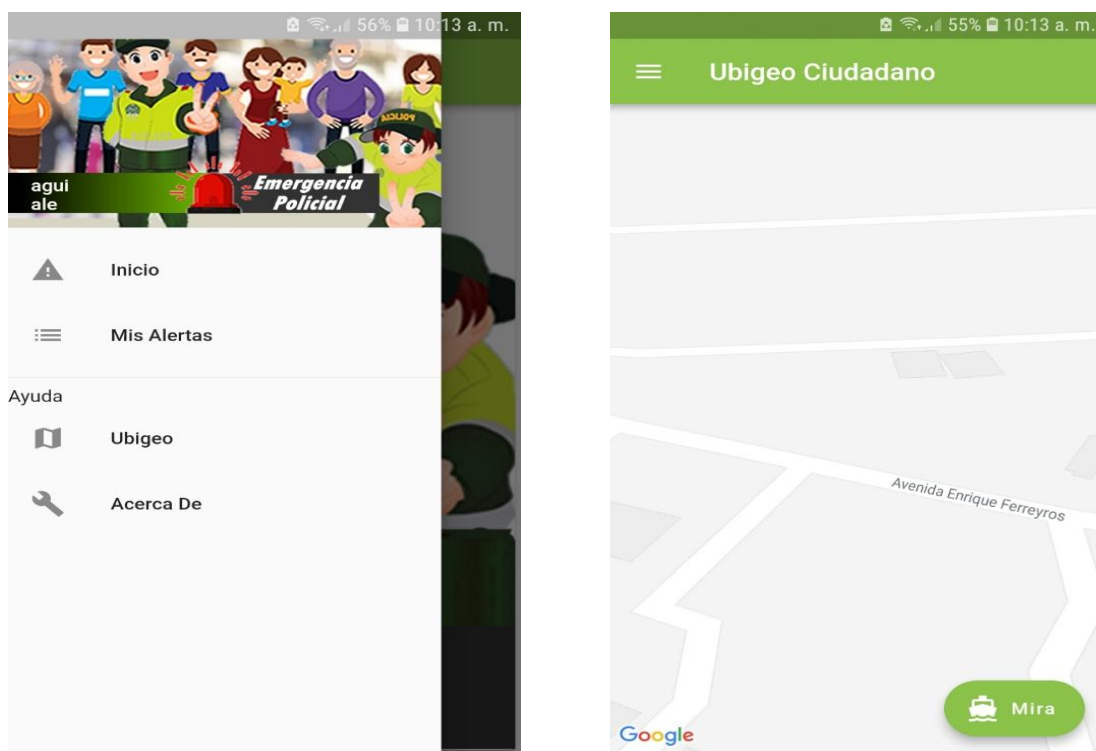 56% 10:13 a. m.
POLICIA
agui
ale
Emergencia
Policial
Inicio
Mis Alertas
Ayuda
Ubigeo
Acerca De
55% 10:13 a. m.
Ubigeo Ciudadano
Avenida Enrique Ferreyros
Mira
Google